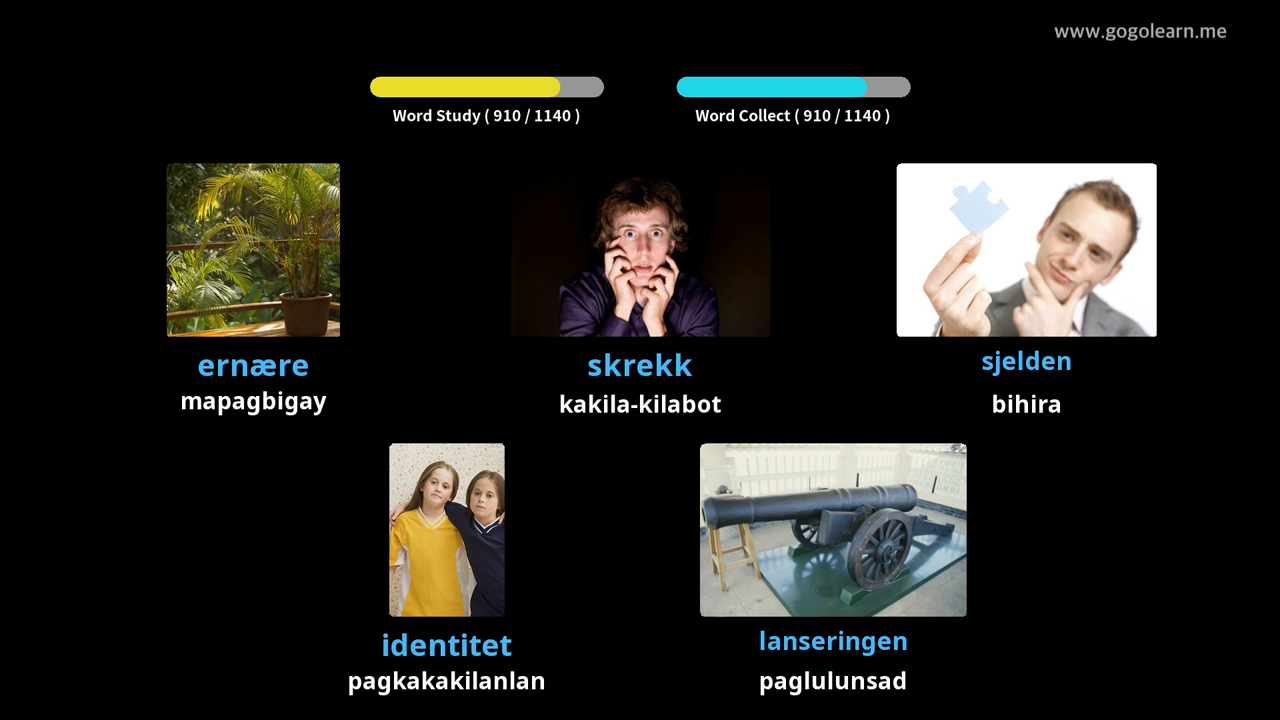 www.gogolearn.me
Word Study ( 910 / 1140 )
Word Collect ( 910 / 1140 )
ernære
mapagbigay
skrekk
kakila-kilabot
sjelden
bihira
identitet
pagkakakilanlan
lanseringen
paglulunsad